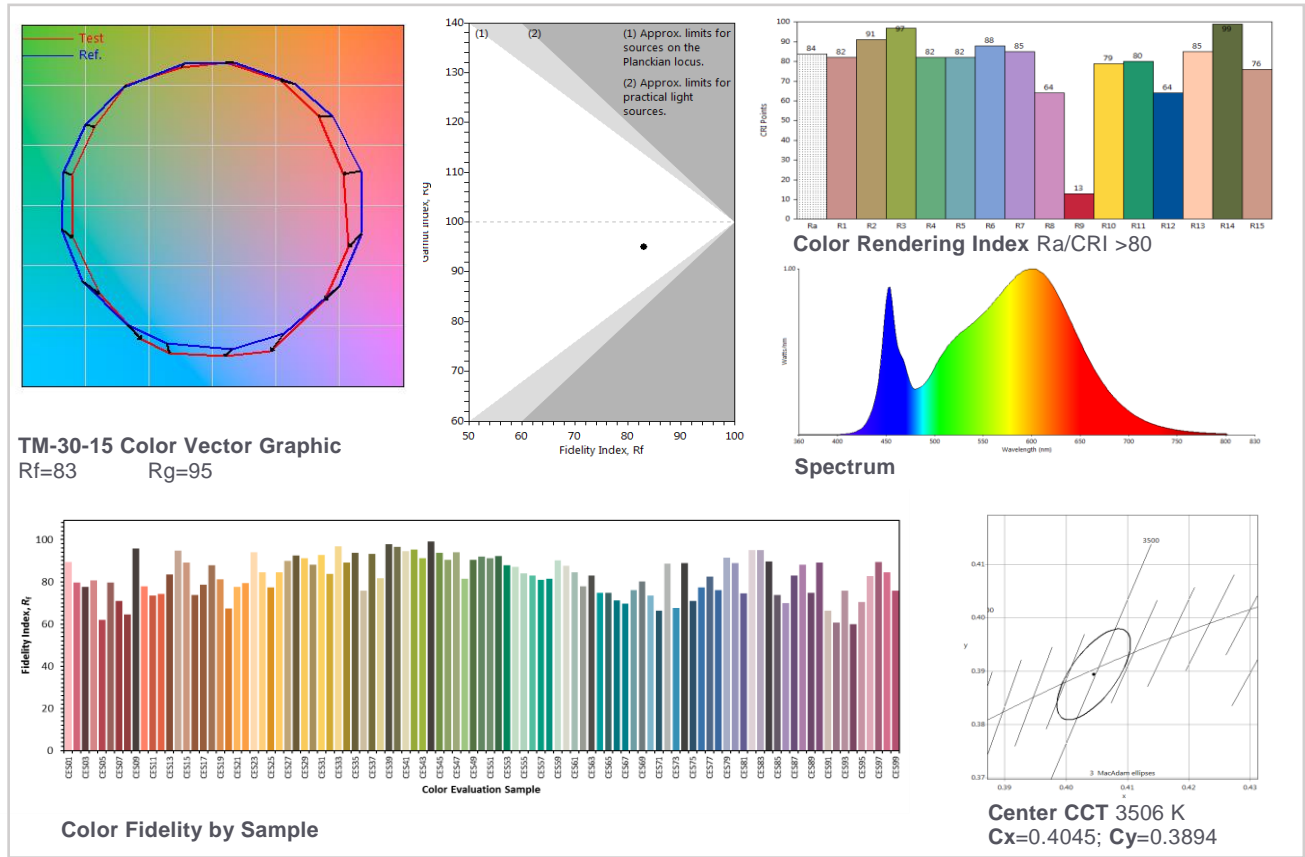 Test
Ref.
TM-30-15 Color Vector Graphic
Rf=83 Rg=95
140
130
120
110
100
90
80
70
60
Gamut Index, Rg
(1)
(2)
(1) Approx. limits for
sources on the
Planckian locus.
(2) Approx. limits for
practical light
sources.
50 60 70 80 90 100
Fidelity Index, Rf
100
90
80
70
60
50
40
30
20
10
0
CRI Points
84 82 91 97 82 82 88 85 64 13 79 80 64 85 99 76
Ra R1 R2 R3 R4 R5 R6 R7 R8 R9 R10 R11 R12 R13 R14 R15
Color Rendering Index Ra/CRI >80
1.00
Watts/nm
0.00
360 400 450 500 550 600 650 700 750 800 830
Wavelength (nm)
Spectrum
100
80
60
40
20
0
Fidelity Index, Rf
CES01 CES03 CES05 CES07 CES09 CES11 CES13 CES15 CES17 CES19 CES21 CES23 CES25 CES27 CES29 CES31 CES33 CES35 CES37 CES39 CES41 CES43 CES45 CES47 CES49 CES51 CES53 CES55 CES57 CES59 CES61 CES63 CES65 CES67 CES69 CES71 CES73 CES75 CES77 CES79 CES81 CES83 CES85 CES87 CES89 CES91 CES93 CES95 CES97 CES99
Color Evaluation Sample
Color Fidelity by Sample
3500
0.41
00
0.40
y
0.39
0.38
0.37
3 MacAdam ellipses
0.39 0.40 0.41 0.42 0.43
x
Center CCT 3506 K
Cx=0.4045; Cy=0.3894